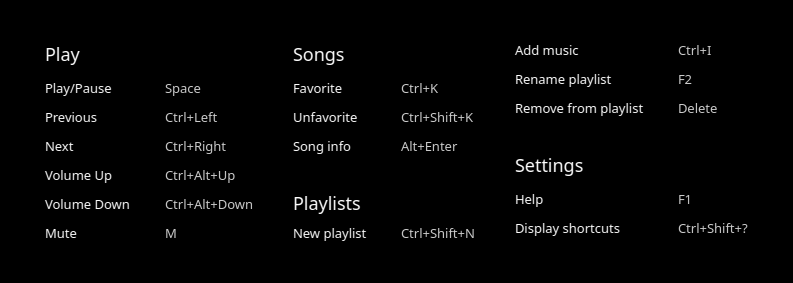 Play
Play/Pause Space
Previous Ctrl+Left
Next Ctrl+Right
Volume Up Ctrl+Alt+Up
Volume Down Ctrl+Alt+Down
Mute M
Songs
Favorite Ctrl+K
Unfavorite Ctrl+Shift+K
Song info Alt+Enter
Playlists
New playlist Ctrl+Shift+N
Add music Ctrl+I
Rename playlist F2
Remove from playlist Delete
Settings
Help F1
Display shortcuts Ctrl+Shift+?